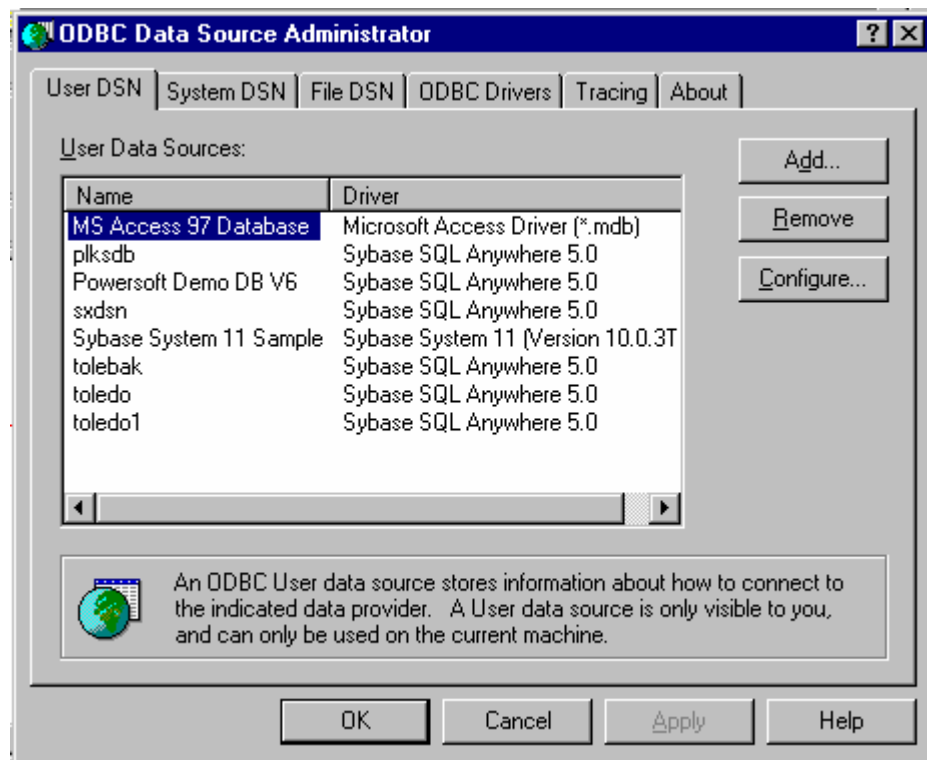 ODBC Data Source Administrator
User DSN System DSN File DSN ODBC Drivers Tracing About
User Data Sources:
Add...
Remove
Configure...
Name Driver
MS Access 97 Database Microsoft Access Driver (*.mdb)
plksdb Sybase SQL Anywhere 5.0
Powersoft Demo DB V6 Sybase SQL Anywhere 5.0
sxdsn Sybase SQL Anywhere 5.0
Sybase System 11 Sample Sybase System 11 (Version 10.0.3T
tolebak Sybase SQL Anywhere 5.0
toledo Sybase SQL Anywhere 5.0
toledo1 Sybase SQL Anywhere 5.0
An ODBC User data source stores information about how to connect to
the indicated data provider. A User data source is only visible to you,
and can only be used on the current machine.
OK Cancel Apply Help